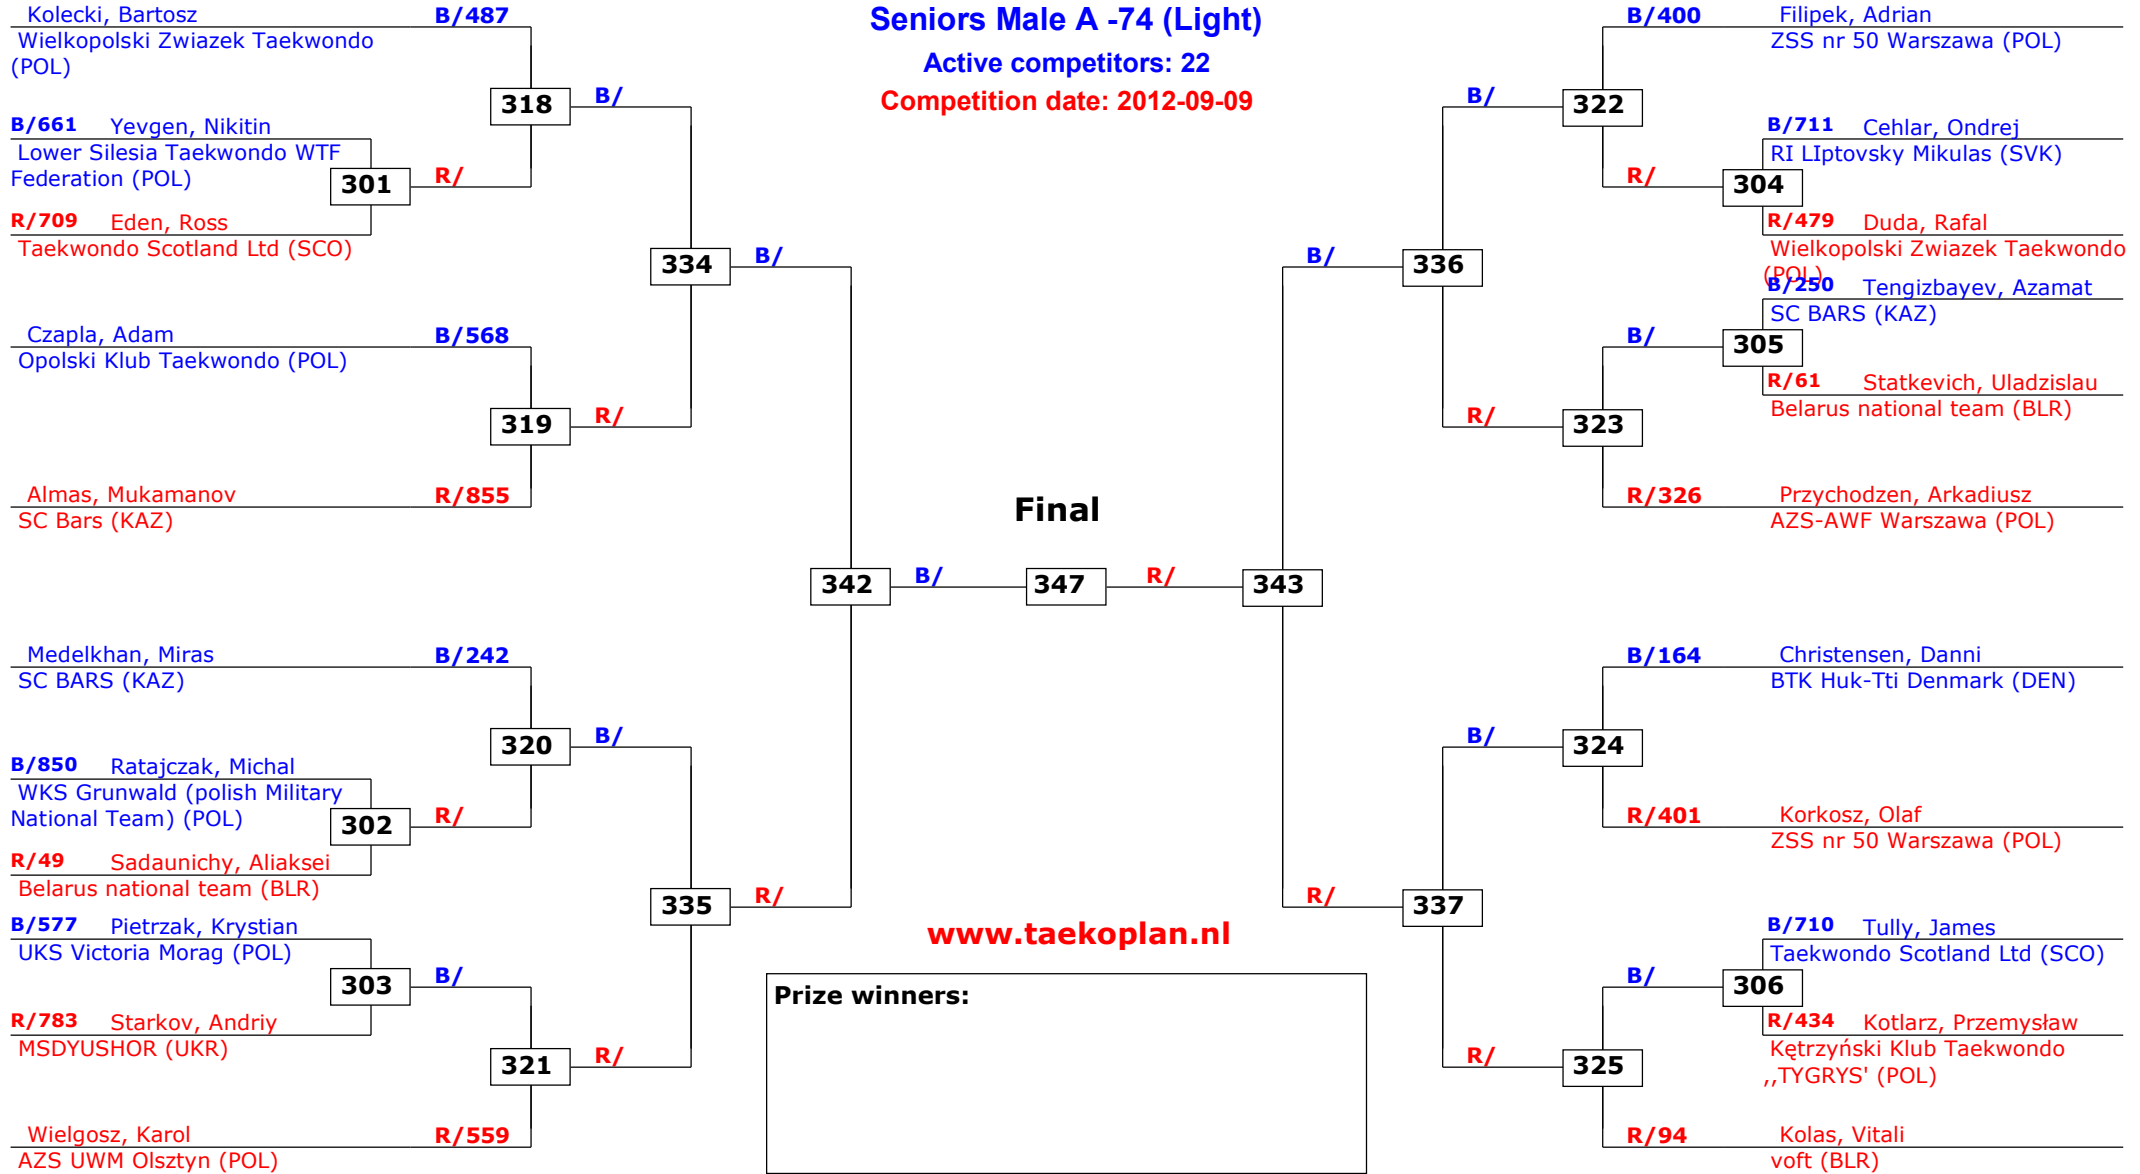 Seniors Male A -74 (Light)
Active competitors: 22
Competition date: 2012-09-09
Kolecki, Bartosz B/487
Wielkopolski Zwiazek Taekwondo
(POL)
318 B/
B/661 Yevgen, Nikitin
Lower Silesia Taekwondo WTF
Federation (POL)
301 R/
R/709 Eden, Ross
Taekwondo Scotland Ltd (SCO)
334 B/
Czapla, Adam B/568
Opolski Klub Taekwondo (POL)
319 R/
Almas, Mukamanov R/855
SC Bars (KAZ)
342 B/
Medelkhan, Miras B/242
SC BARS (KAZ)
320 B/
B/850 Ratajczak, Michal
WKS Grunwald (polish Military
National Team) (POL)
302 R/
R/49 Sadaunichy, Aliaksei
Belarus national team (BLR)
335 R/
B/577 Pietrzak, Krystian
UKS Victoria Morag (POL)
303 B/
R/783 Starkov, Andriy
MSDYUSHOR (UKR)
321 R/
Wielgosz, Karol R/559
AZS UWM Olsztyn (POL)
Final
347
R/ 343
B/400 Filipek, Adrian
ZSS nr 50 Warszawa (POL)
B/ 322
B/711 Cehlar, Ondrej
RI LIptovsky Mikulas (SVK)
R/ 304
R/479 Duda, Rafal
Wielkopolski Zwiazek Taekwondo
(POL)
B/ 336
B/250 Tengizbayev, Azamat
SC BARS (KAZ)
B/ 305
R/61 Statkevich, Uladzislau
Belarus national team (BLR)
R/ 323
R/326 Przychodzen, Arkadiusz
AZS-AWF Warszawa (POL)
B/164 Christensen, Danni
BTK Huk-Tti Denmark (DEN)
B/ 324
R/401 Korkosz, Olaf
ZSS nr 50 Warszawa (POL)
R/ 337
B/710 Tully, James
Taekwondo Scotland Ltd (SCO)
B/ 306
R/434 Kotlarz, Przemysław
Kętrzyński Klub Taekwondo
,,TYGRYS' (POL)
R/ 325
R/94 Kolas, Vitali
voft (BLR)
www.taekoplan.nl
Prize winners: